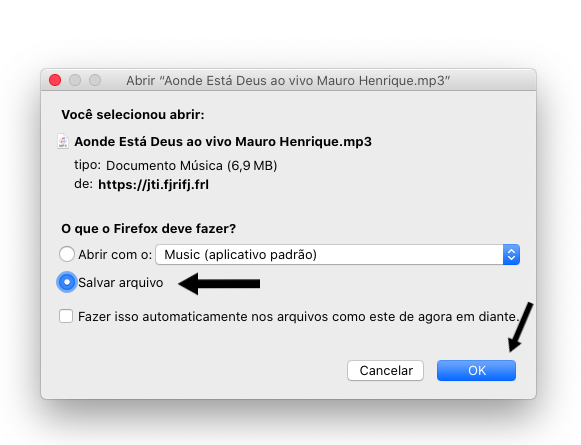 Abrir “Aonde Está Deus ao vivo Mauro Henrique.mp3”
Você selecionou abrir:
Aonde Está Deus ao vivo Mauro Henrique.mp3
tipo: Documento Música (6,9 MB)
de: https://jti.fjrifj.frl
O que o Firefox deve fazer?
Abrir com o: Music (aplicativo padrão)
Salvar arquivo
Fazer isso automaticamente nos arquivos como este de agora em diante.
Cancelar OK